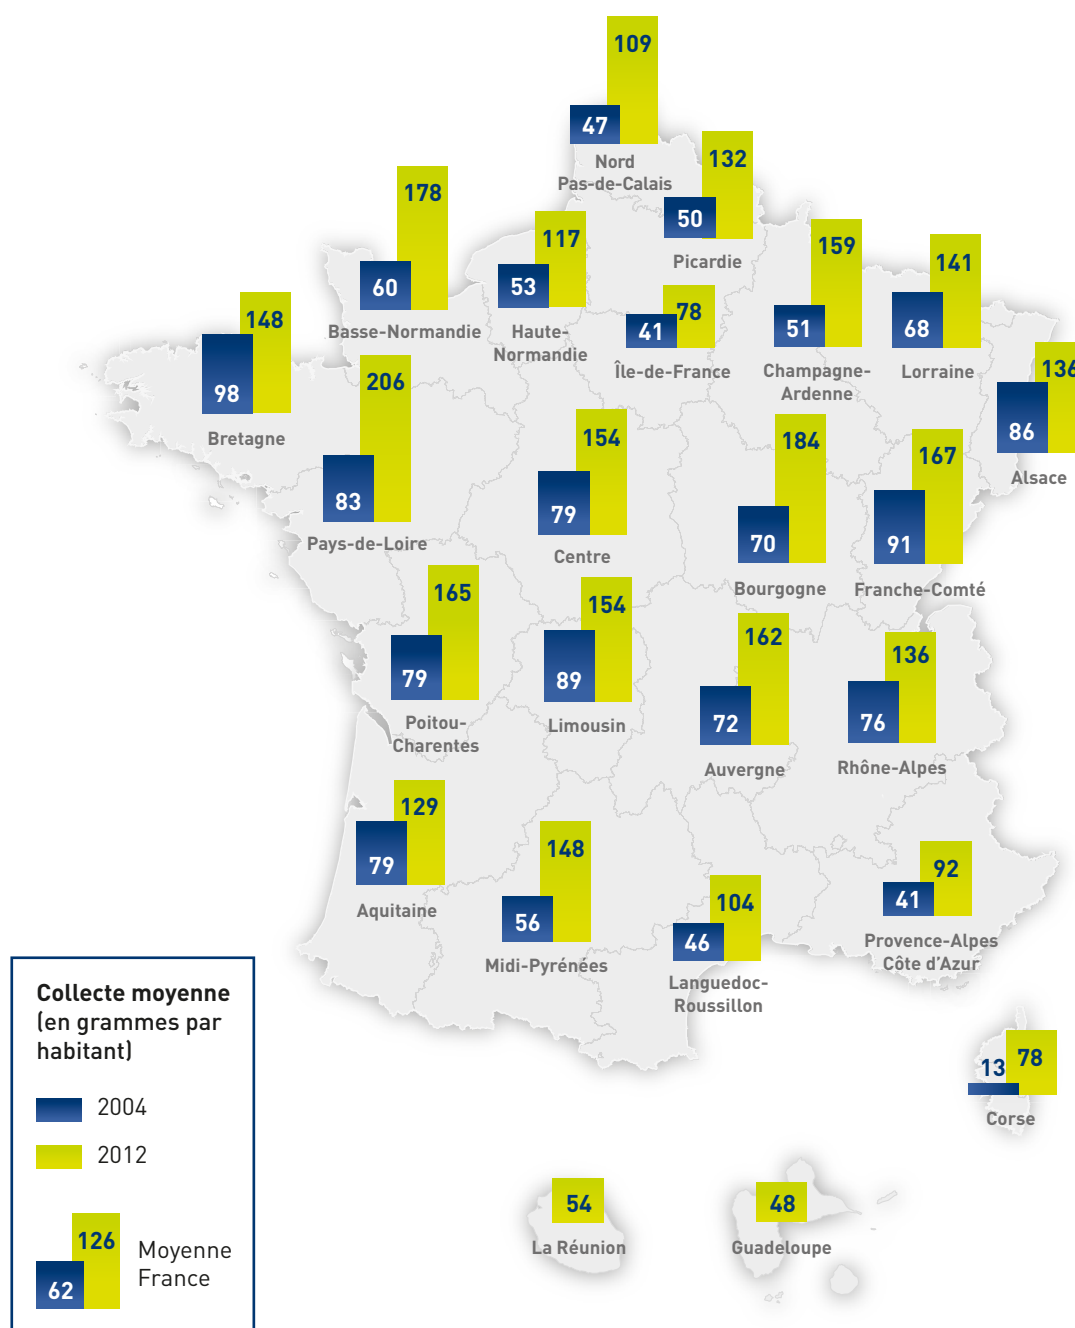 109
47
Nord
Pas-de-Calais
132
50
Picardie
178
60
Basse-Normandie
117
53
Haute-
Normandie
78
41
Île-de-France
159
51
Champagne-
Ardenne
141
68
Lorraine
136
86
Alsace
148
98
Bretagne
206
83
Pays-de-Loire
154
79
Centre
184
70
Bourgogne
167
91
Franche-Comté
165
79
Poitou-
Charentes
154
89
Limousin
162
72
Auvergne
136
76
Rhône-Alpes
129
79
Aquitaine
148
56
Midi-Pyrénées
104
46
Languedoc-
Roussillon
92
41
Provence-Alpes
Côte d'Azur
13
78
Corse
54
La Réunion
48
Guadeloupe
Collecte moyenne
(en grammes par
habitant)
2004
2012
126
62
Moyenne
France